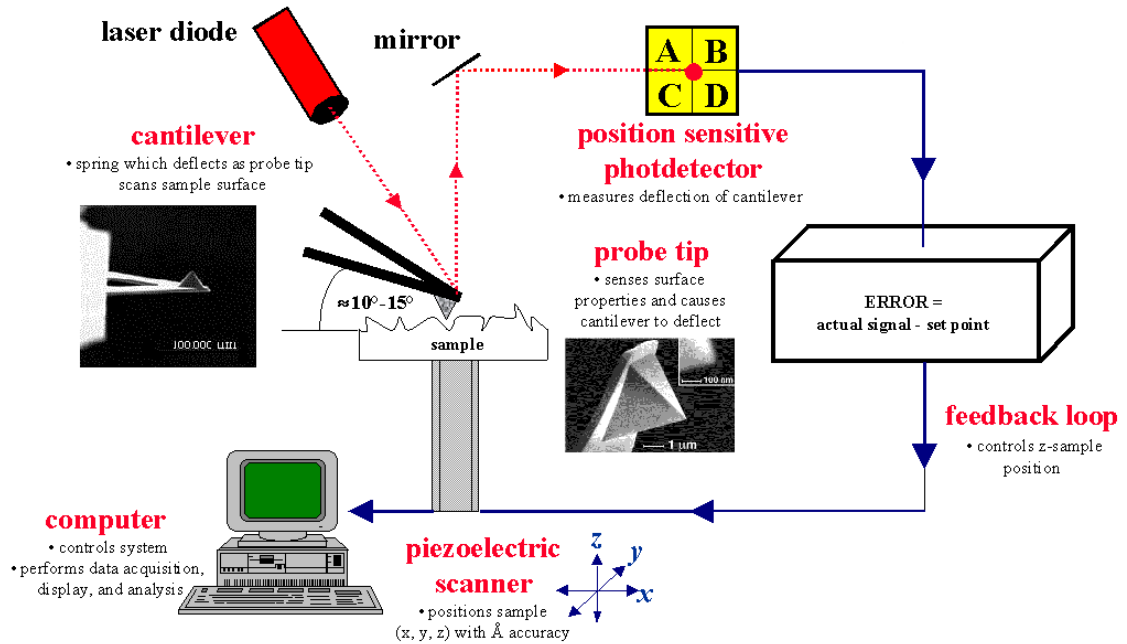 laser diode
mirror
A B
C D
cantilever
• spring which deflects as probe tip
scans sample surface
position sensitive
photdetector
• measures deflection of cantilever
100.000 µm
≈10°-15°
sample
probe tip
• senses surface
properties and causes
cantilever to deflect
100 nm
1 µm
ERROR =
actual signal - set point
feedback loop
• controls z-sample
position
computer
• controls system
• performs data acquisition,
display, and analysis
piezoelectric
scanner
• positions sample
(x, y, z) with Å accuracy
z
y
x